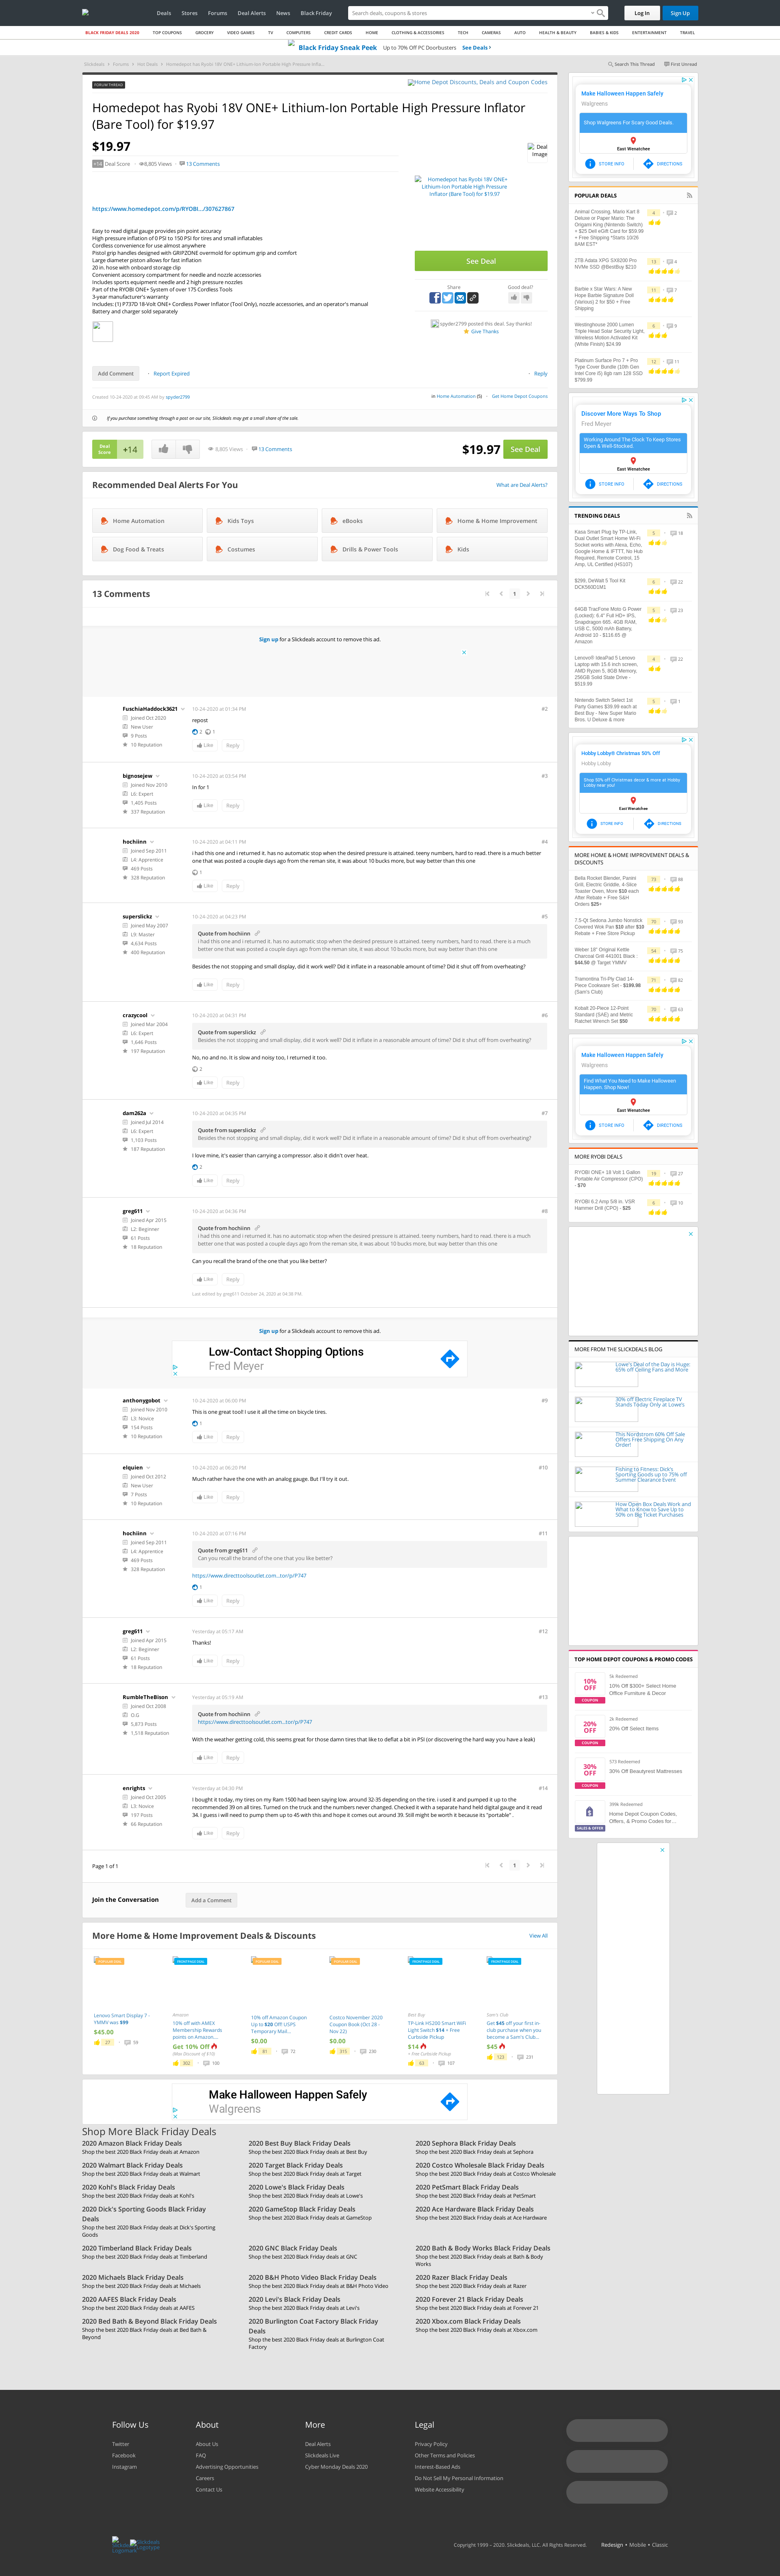 Deals Stores Forums Deal Alerts News Black Friday
Search deals, coupons & stores
Log In Sign Up
BLACK FRIDAY DEALS 2020 TOP COUPONS GROCERY VIDEO GAMES TV COMPUTERS CREDIT CARDS HOME CLOTHING & ACCESSORIES TECH CAMERAS AUTO HEALTH & BEAUTY BABIES & KIDS ENTERTAINMENT TRAVEL
Black Friday Sneak Peek Up to 70% Off PC Doorbusters See Deals
Slickdeals > Forums > Hot Deals > Homedepot has Ryobi 18V ONE+ Lithium-Ion Portable High Pressure Infla...
Search This Thread First Unread
FORUM THREAD
Home Depot Discounts, Deals and Coupon Codes
Homedepot has Ryobi 18V ONE+ Lithium-Ion Portable High Pressure Inflator (Bare Tool) for $19.97
$19.97
+14 Deal Score 8,805 Views 13 Comments
Deal Image
Homedepot has Ryobi 18V ONE+ Lithium-Ion Portable High Pressure Inflator (Bare Tool) for $19.97
https://www.homedepot.com/p/RYOBI.../307627867
Easy to read digital gauge provides pin point accuracy
High pressure inflation of 0 PSI to 150 PSI for tires and small inflatables
Cordless convenience for use almost anywhere
Pistol grip handles designed with GRIPZONE overmold for optimum grip and comfort
Large diameter piston allows for fast inflation
20 in. hose with onboard storage clip
Convenient accessory compartment for needle and nozzle accessories
Includes sports equipment needle and 2 high pressure nozzles
Part of the RYOBI ONE+ System of over 175 Cordless Tools
3-year manufacturer's warranty
Includes: (1) P737D 18-Volt ONE+ Cordless Power Inflator (Tool Only), nozzle accessories, and an operator's manual
Battery and charger sold separately
See Deal
Share Good deal?
spyder2799 posted this deal. Say thanks!
Give Thanks
Add Comment Report Expired Reply
Created 10-24-2020 at 09:45 AM by spyder2799
in Home Automation (5) Get Home Depot Coupons
If you purchase something through a post on our site, Slickdeals may get a small share of the sale.
Deal Score +14 8,805 Views 13 Comments $19.97 See Deal
Recommended Deal Alerts For You
What are Deal Alerts?
Home Automation Kids Toys eBooks Home & Home Improvement
Dog Food & Treats Costumes Drills & Power Tools Kids
13 Comments
1
Sign up for a Slickdeals account to remove this ad.
FuschiaHaddock3621
Joined Oct 2020
New User
9 Posts
10 Reputation
10-24-2020 at 01:34 PM #2
repost
2 1
Like Reply
bignosejew
Joined Nov 2010
L6: Expert
1,405 Posts
337 Reputation
10-24-2020 at 03:54 PM #3
In for 1
Like Reply
hochiinn
Joined Sep 2011
L4: Apprentice
469 Posts
328 Reputation
10-24-2020 at 04:11 PM #4
i had this one and i returned it. has no automatic stop when the desired pressure is attained. teeny numbers, hard to read. there is a much better one that was posted a couple days ago from the reman site, it was about 10 bucks more, but way better than this one
1
Like Reply
superslickz
Joined May 2007
L9: Master
4,634 Posts
400 Reputation
10-24-2020 at 04:23 PM #5
Quote from hochiinn
i had this one and i returned it. has no automatic stop when the desired pressure is attained. teeny numbers, hard to read. there is a much better one that was posted a couple days ago from the reman site, it was about 10 bucks more, but way better than this one
Besides the not stopping and small display, did it work well? Did it inflate in a reasonable amount of time? Did it shut off from overheating?
Like Reply
crazycool
Joined Mar 2004
L6: Expert
1,646 Posts
197 Reputation
10-24-2020 at 04:31 PM #6
Quote from superslickz
Besides the not stopping and small display, did it work well? Did it inflate in a reasonable amount of time? Did it shut off from overheating?
No, no and no. It is slow and noisy too, I returned it too.
2
Like Reply
dam262a
Joined Jul 2014
L6: Expert
1,103 Posts
187 Reputation
10-24-2020 at 04:35 PM #7
Quote from superslickz
Besides the not stopping and small display, did it work well? Did it inflate in a reasonable amount of time? Did it shut off from overheating?
I love mine, it's easier than carrying a compressor. also it didn't over heat.
2
Like Reply
greg611
Joined Apr 2015
L2: Beginner
61 Posts
18 Reputation
10-24-2020 at 04:36 PM #8
Quote from hochiinn
i had this one and i returned it. has no automatic stop when the desired pressure is attained. teeny numbers, hard to read. there is a much better one that was posted a couple days ago from the reman site, it was about 10 bucks more, but way better than this one
Can you recall the brand of the one that you like better?
Like Reply
Last edited by greg611 October 24, 2020 at 04:38 PM.
Sign up for a Slickdeals account to remove this ad.
Low-Contact Shopping Options
Fred Meyer
anthonygobot
Joined Nov 2010
L3: Novice
154 Posts
10 Reputation
10-24-2020 at 06:00 PM #9
This is one great tool! I use it all the time on bicycle tires.
1
Like Reply
elquien
Joined Oct 2012
New User
7 Posts
10 Reputation
10-24-2020 at 06:20 PM #10
Much rather have the one with an analog gauge. But I'll try it out.
Like Reply
hochiinn
Joined Sep 2011
L4: Apprentice
469 Posts
328 Reputation
10-24-2020 at 07:16 PM #11
Quote from greg611
Can you recall the brand of the one that you like better?
https://www.directtoolsoutlet.com...tor/p/P747
1
Like Reply
greg611
Joined Apr 2015
L2: Beginner
61 Posts
18 Reputation
Yesterday at 05:17 AM #12
Thanks!
Like Reply
RumbleTheBison
Joined Oct 2008
O.G
5,873 Posts
1,518 Reputation
Yesterday at 05:19 AM #13
Quote from hochiinn
https://www.directtoolsoutlet.com...tor/p/P747
With the weather getting cold, this seems great for those random tires that like to deflate to a bit in PSI (or discovering the hard way you have a leak)
Like Reply
enrights
Joined Oct 2005
L3: Novice
197 Posts
66 Reputation
Yesterday at 04:30 PM #14
I bought it today, my tires on my Ram 1500 had been saying low. around 32-35 depending on the tire. I used it and pumped it up to the recommended 39 on all tires. Turned on the truck and the numbers never changed. Checked it with a separate hand held digital gauge and it read 34. I guess i will need to pump up to 45 with this and hope it comes out around 39. Still might be worth it because its "portable" .
Like Reply
Page 1 of 1 1
Join the Conversation Add a Comment
More Home & Home Improvement Deals & Discounts View All
Lenovo Smart Display 7 - YMMV was $99
$45.00
27 59
Amazon
10% off with AMEX Membership Rewards points on Amazon...
Get 10% Off
(Max Discount of $10)
302 100
10% off Amazon Coupon Up to $20 Off! USPS Temporary Mail...
$0.00
81 72
Costco November 2020 Coupon Book (Oct 28 - Nov 22)
$0.00
315 230
Best Buy
TP-Link HS200 Smart WiFi Light Switch $14 + Free Curbside Pickup
$14
+ Free Curbside Pickup
63 107
Sam's Club
Get $45 off your first in-club purchase when you become a Sam's Club...
$45
123 231
Make Halloween Happen Safely
Walgreens
Shop More Black Friday Deals
2020 Amazon Black Friday Deals
Shop the best 2020 Black Friday deals at Amazon
2020 Best Buy Black Friday Deals
Shop the best 2020 Black Friday deals at Best Buy
2020 Sephora Black Friday Deals
Shop the best 2020 Black Friday deals at Sephora
2020 Walmart Black Friday Deals
Shop the best 2020 Black Friday deals at Walmart
2020 Target Black Friday Deals
Shop the best 2020 Black Friday deals at Target
2020 Costco Wholesale Black Friday Deals
Shop the best 2020 Black Friday deals at Costco Wholesale
2020 Kohl's Black Friday Deals
Shop the best 2020 Black Friday deals at Kohl's
2020 Lowe's Black Friday Deals
Shop the best 2020 Black Friday deals at Lowe's
2020 PetSmart Black Friday Deals
Shop the best 2020 Black Friday deals at PetSmart
2020 Dick's Sporting Goods Black Friday Deals
Shop the best 2020 Black Friday deals at Dick's Sporting Goods
2020 GameStop Black Friday Deals
Shop the best 2020 Black Friday deals at GameStop
2020 Ace Hardware Black Friday Deals
Shop the best 2020 Black Friday deals at Ace Hardware
2020 Timberland Black Friday Deals
Shop the best 2020 Black Friday deals at Timberland
2020 GNC Black Friday Deals
Shop the best 2020 Black Friday deals at GNC
2020 Bath & Body Works Black Friday Deals
Shop the best 2020 Black Friday deals at Bath & Body Works
2020 Michaels Black Friday Deals
Shop the best 2020 Black Friday deals at Michaels
2020 B&H Photo Video Black Friday Deals
Shop the best 2020 Black Friday deals at B&H Photo Video
2020 Razer Black Friday Deals
Shop the best 2020 Black Friday deals at Razer
2020 AAFES Black Friday Deals
Shop the best 2020 Black Friday deals at AAFES
2020 Levi's Black Friday Deals
Shop the best 2020 Black Friday deals at Levi's
2020 Forever 21 Black Friday Deals
Shop the best 2020 Black Friday deals at Forever 21
2020 Bed Bath & Beyond Black Friday Deals
Shop the best 2020 Black Friday deals at Bed Bath & Beyond
2020 Burlington Coat Factory Black Friday Deals
Shop the best 2020 Black Friday deals at Burlington Coat Factory
2020 Xbox.com Black Friday Deals
Shop the best 2020 Black Friday deals at Xbox.com
Make Halloween Happen Safely
Walgreens
Shop Walgreens For Scary Good Deals.
East Wenatchee
STORE INFO DIRECTIONS
POPULAR DEALS
Animal Crossing, Mario Kart 8 Deluxe or Paper Mario: The Origami King (Nintendo Switch) + $25 Dell eGift Card for $59.99 + Free Shipping *Starts 10/26 8AM EST*
4 2
2TB Adata XPG SX8200 Pro NVMe SSD @BestBuy $210
13 4
Barbie x Star Wars: A New Hope Barbie Signature Doll (Various) 2 for $50 + Free Shipping
11 7
Westinghouse 2000 Lumen Triple Head Solar Security Light, Wireless Motion Activated Kit (White Finish) $24.99
6 9
Platinum Surface Pro 7 + Pro Type Cover Bundle (10th Gen Intel Core i5) 8gb ram 128 SSD $799.99
12 11
Discover More Ways To Shop
Fred Meyer
Working Around The Clock To Keep Stores Open & Well-Stocked.
East Wenatchee
STORE INFO DIRECTIONS
TRENDING DEALS
Kasa Smart Plug by TP-Link, Dual Outlet Smart Home Wi-Fi Socket works with Alexa, Echo, Google Home & IFTTT, No Hub Required, Remote Control, 15 Amp, UL Certified (HS107)
5 18
$299, DeWalt 5 Tool Kit DCK560D1M1
6 22
64GB TracFone Moto G Power (Locked): 6.4" Full HD+ IPS, Snapdragon 665, 4GB RAM, USB C, 5000 mAh Battery, Android 10 - $116.65 @ Amazon
5 23
Lenovo® IdeaPad 5 Lenovo Laptop with 15.6 inch screen, AMD Ryzen 5, 8GB Memory, 256GB Solid State Drive - $519.99
4 22
Nintendo Switch Select 1st Party Games $39.99 each at Best Buy - New Super Mario Bros. U Deluxe & more
5 1
Hobby Lobby® Christmas 50% Off
Hobby Lobby
Shop 50% off Christmas decor & more at Hobby Lobby near you!
East Wenatchee
STORE INFO DIRECTIONS
MORE HOME & HOME IMPROVEMENT DEALS & DISCOUNTS
Bella Rocket Blender, Panini Grill, Electric Griddle, 4-Slice Toaster Oven, More $10 each After Rebate + Free S&H Orders $25+
73 88
7.5-Qt Sedona Jumbo Nonstick Covered Wok Pan $10 after $10 Rebate + Free Store Pickup
70 93
Weber 18" Original Kettle Charcoal Grill 441001 Black : $44.50 @ Target YMMV
54 75
Tramontina Tri-Ply Clad 14-Piece Cookware Set - $199.98 (Sam's Club)
71 82
Kobalt 20-Piece 12-Point Standard (SAE) and Metric Ratchet Wrench Set $50
70 63
Make Halloween Happen Safely
Walgreens
Find What You Need to Make Halloween Happen. Shop Now!
East Wenatchee
STORE INFO DIRECTIONS
MORE RYOBI DEALS
RYOBI ONE+ 18 Volt 1 Gallon Portable Air Compressor (CPO) - $70
19 27
RYOBI 6.2 Amp 5/8 in. VSR Hammer Drill (CPO) - $25
6 10
MORE FROM THE SLICKDEALS BLOG
Lowe's Deal of the Day is Huge: 65% off Ceiling Fans and More
30% off Electric Fireplace TV Stands Today Only at Lowe's
This Nordstrom 60% Off Sale Offers Free Shipping On Any Order!
Fishing to Fitness: Dick's Sporting Goods up to 75% off Summer Clearance Event
How Open Box Deals Work and What to Know to Save Up to 50% on Big Ticket Purchases
TOP HOME DEPOT COUPONS & PROMO CODES
10% OFF COUPON
5k Redeemed
10% Off $300+ Select Home Office Furniture & Decor
20% OFF COUPON
2k Redeemed
20% Off Select Items
30% OFF COUPON
573 Redeemed
30% Off Beautyrest Mattresses
SALES & OFFER
399k Redeemed
Home Depot Coupon Codes, Offers, & Promo Codes for ...
Follow Us
Twitter
Facebook
Instagram
About
About Us
FAQ
Advertising Opportunities
Careers
Contact Us
More
Deal Alerts
Slickdeals Live
Cyber Monday Deals 2020
Legal
Privacy Policy
Other Terms and Policies
Interest-Based Ads
Do Not Sell My Personal Information
Website Accessibility
Copyright 1999 – 2020. Slickdeals, LLC. All Rights Reserved. Redesign • Mobile • Classic